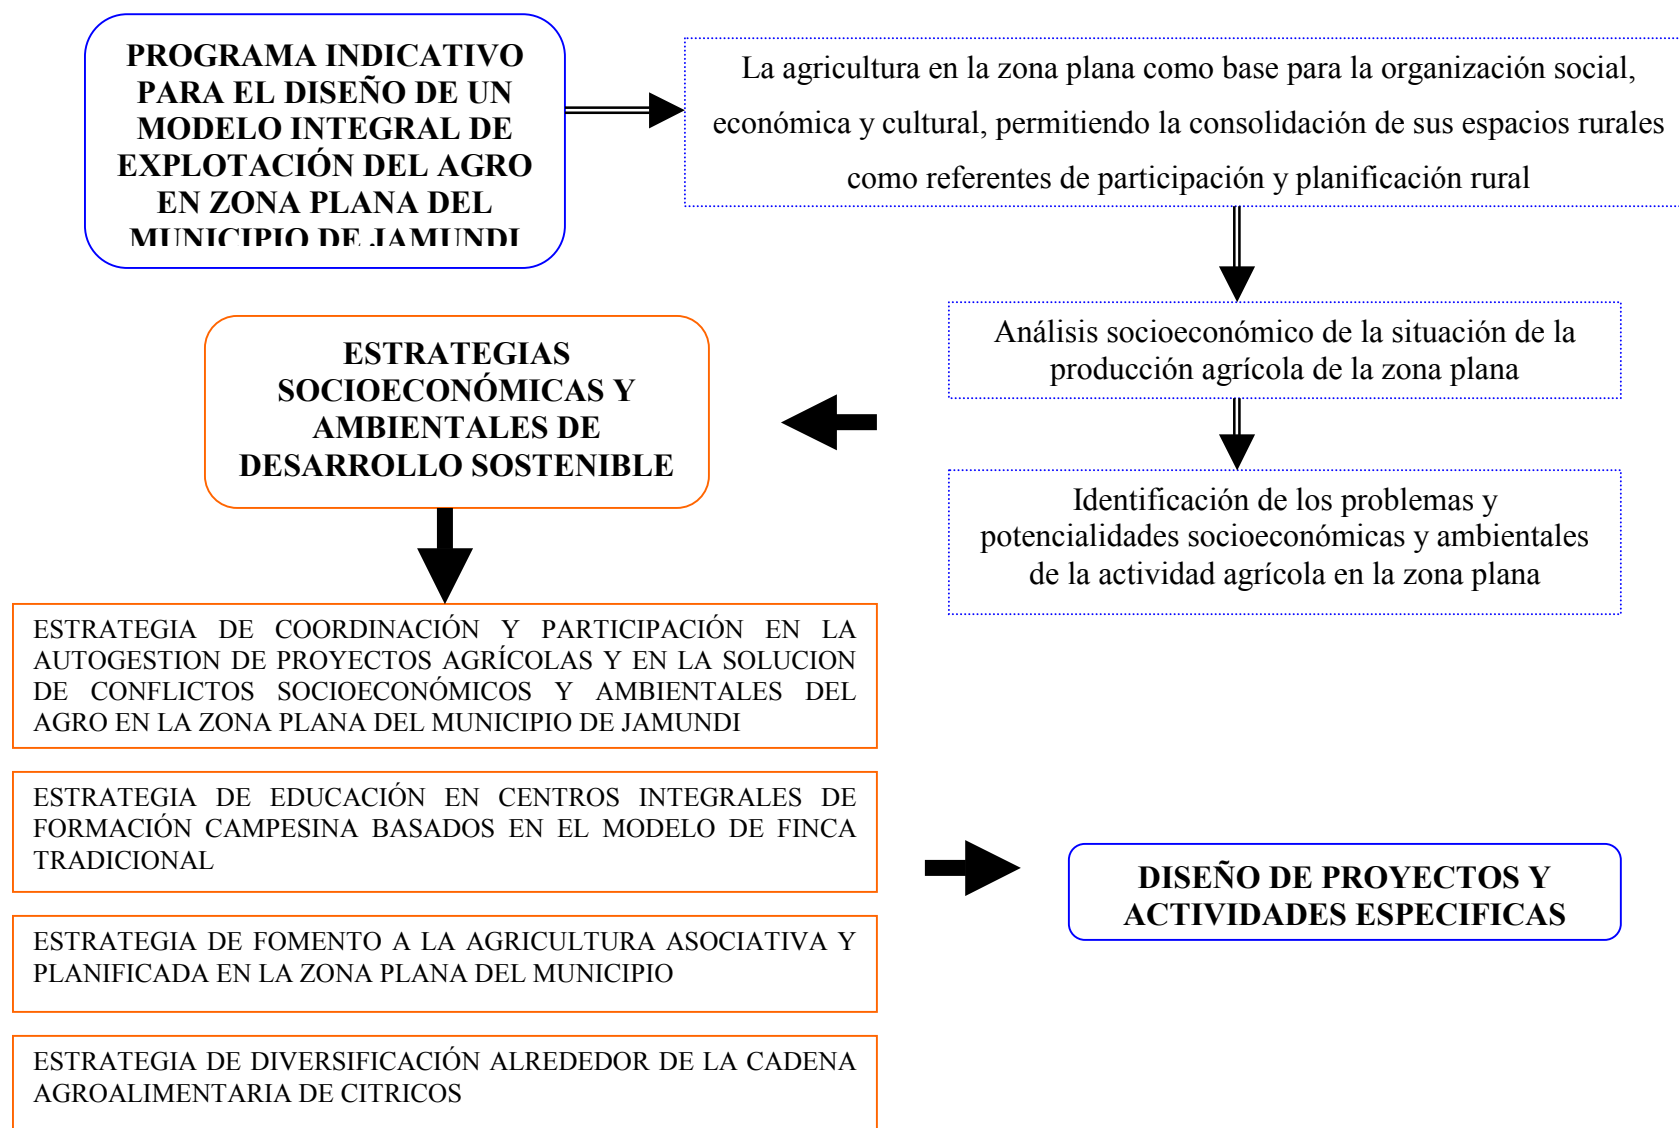 PROGRAMA INDICATIVO
PARA EL DISEÑO DE UN
MODELO INTEGRAL DE
EXPLOTACIÓN DEL AGRO
EN ZONA PLANA DEL
MUNICIPIO DE JAMUNDI
La agricultura en la zona plana como base para la organización social,
económica y cultural, permitiendo la consolidación de sus espacios rurales
como referentes de participación y planificación rural
Análisis socioeconómico de la situación de la
producción agrícola de la zona plana
Identificación de los problemas y
potencialidades socioeconómicas y ambientales
de la actividad agrícola en la zona plana
ESTRATEGIAS
SOCIOECONÓMICAS Y
AMBIENTALES DE
DESARROLLO SOSTENIBLE
ESTRATEGIA DE COORDINACIÓN Y PARTICIPACIÓN EN LA
AUTOGESTION DE PROYECTOS AGRÍCOLAS Y EN LA SOLUCION
DE CONFLICTOS SOCIOECONÓMICOS Y AMBIENTALES DEL
AGRO EN LA ZONA PLANA DEL MUNICIPIO DE JAMUNDI
ESTRATEGIA DE EDUCACIÓN EN CENTROS INTEGRALES DE
FORMACIÓN CAMPESINA BASADOS EN EL MODELO DE FINCA
TRADICIONAL
ESTRATEGIA DE FOMENTO A LA AGRICULTURA ASOCIATIVA Y
PLANIFICADA EN LA ZONA PLANA DEL MUNICIPIO
ESTRATEGIA DE DIVERSIFICACIÓN ALREDEDOR DE LA CADENA
AGROALIMENTARIA DE CITRICOS
DISEÑO DE PROYECTOS Y
ACTIVIDADES ESPECIFICAS